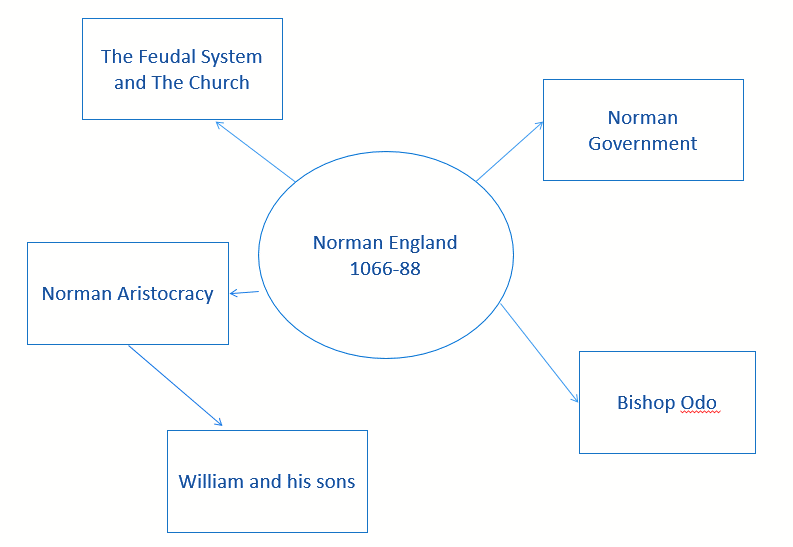 The Feudal System
and The Church
Norman
Government
Norman England
1066-88
Norman Aristocracy
Bishop Odo
William and his sons